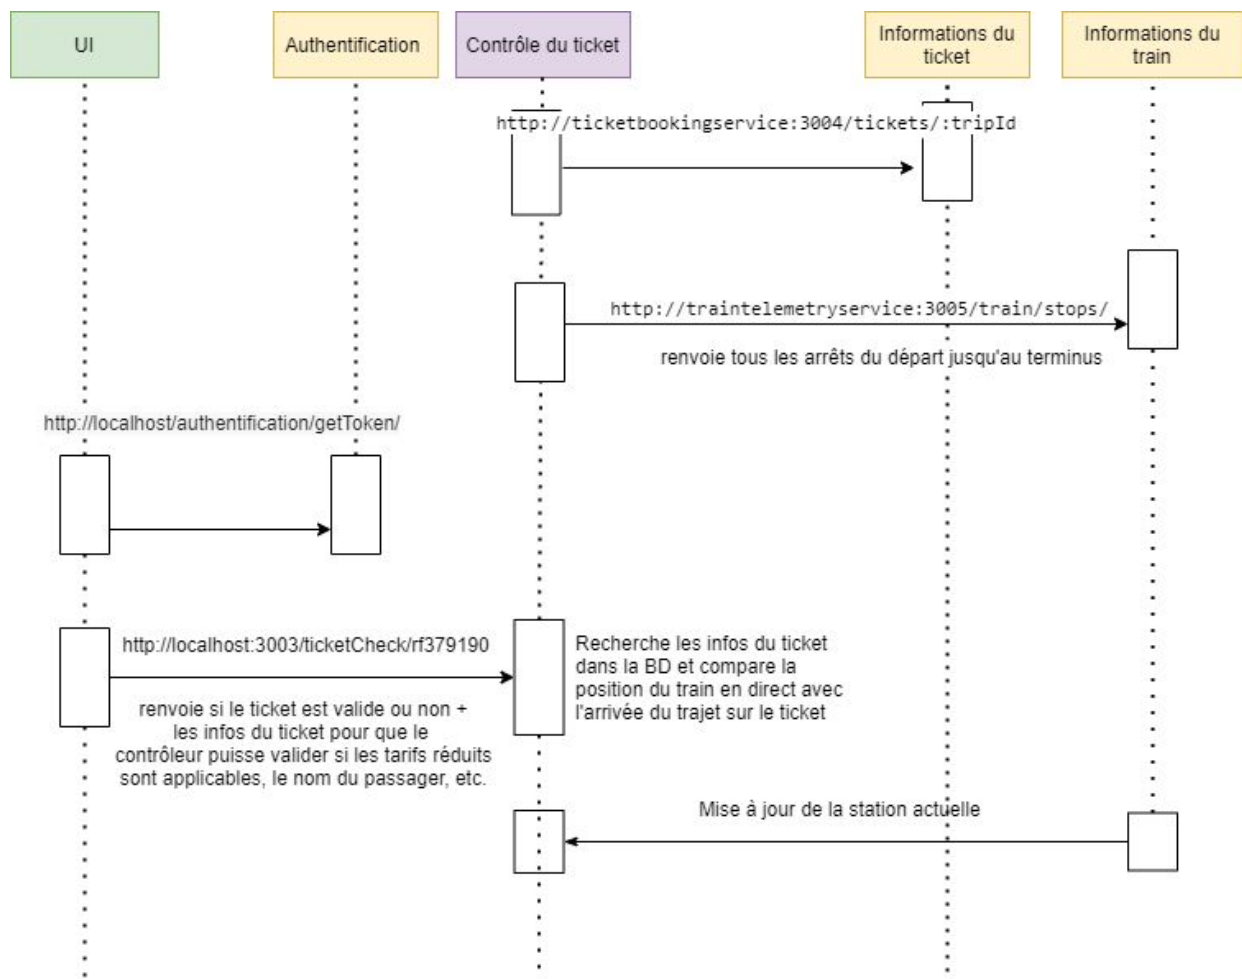 UI
Authentification
Contrôle du ticket
Informations du
ticket
Informations du
train
http://ticketbookingservice:3004/tickets/:tripId
http://traintelemetryservice:3005/train/stops/
renvoie tous les arrêts du départ jusqu'au terminus
http://localhost/authentification/getToken/
http://localhost:3003/ticketCheck/rf379190
renvoie si le ticket est valide ou non +
les infos du ticket pour que le
contrôleur puisse valider si les tarifs réduits
sont applicables, le nom du passager, etc.
Recherche les infos du ticket
dans la BD et compare la
position du train en direct avec
l'arrivée du trajet sur le ticket
Mise à jour de la station actuelle